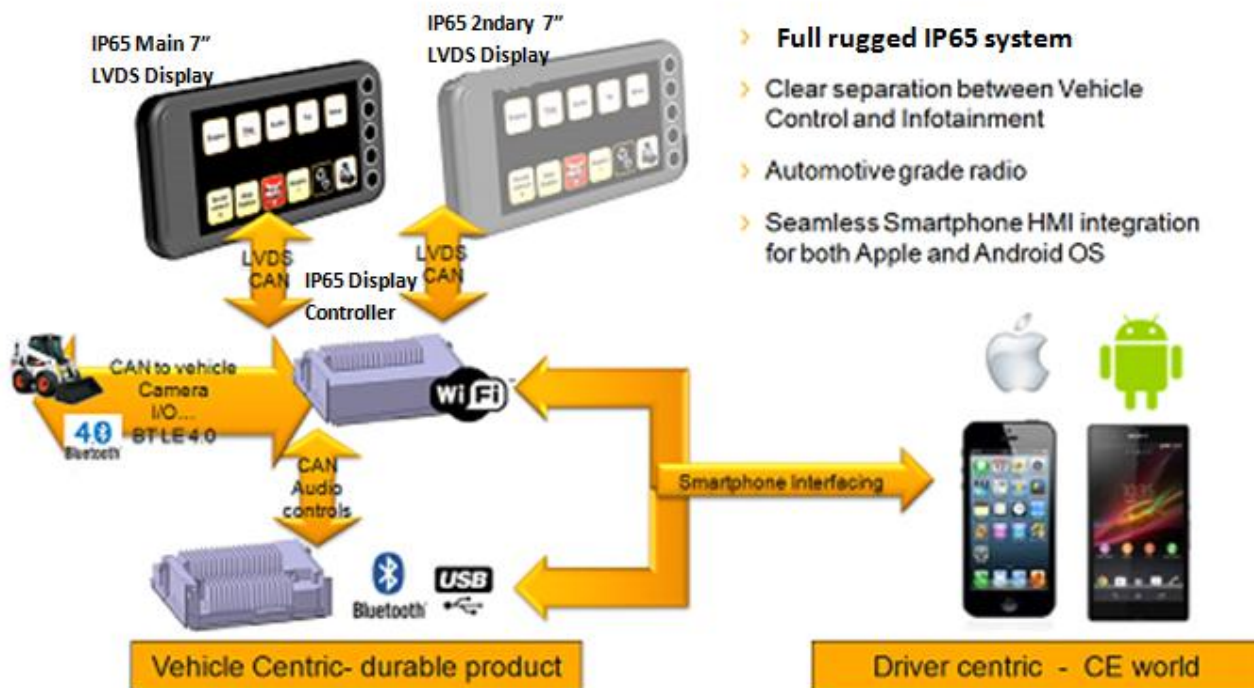 IP65 Main 7”
LVDS Display
IP65 2ndary 7”
LVDS Display
Full rugged IP65 system
Clear separation between Vehicle
Control and Infotainment
Automotive grade radio
Seamless Smartphone HMI integration
for both Apple and Android OS
LVDS
CAN
LVDS
CAN
IP65 Display
Controller
CAN to vehicle
Camera
I/O...
BT LE 4.0
4.0
Bluetooth
WiFi
CAN
Audio
controls
Smartphone Interfacing
Bluetooth
USB
SONY
Vehicle Centric- durable product
Driver centric - CE world